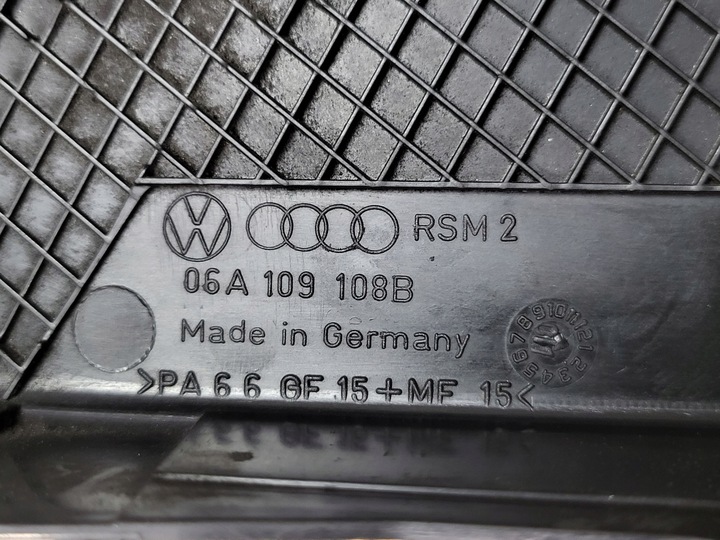 RSM 2
06A 109 108B
Made in Germany
>PA 6 6 GF 15+MF 15<